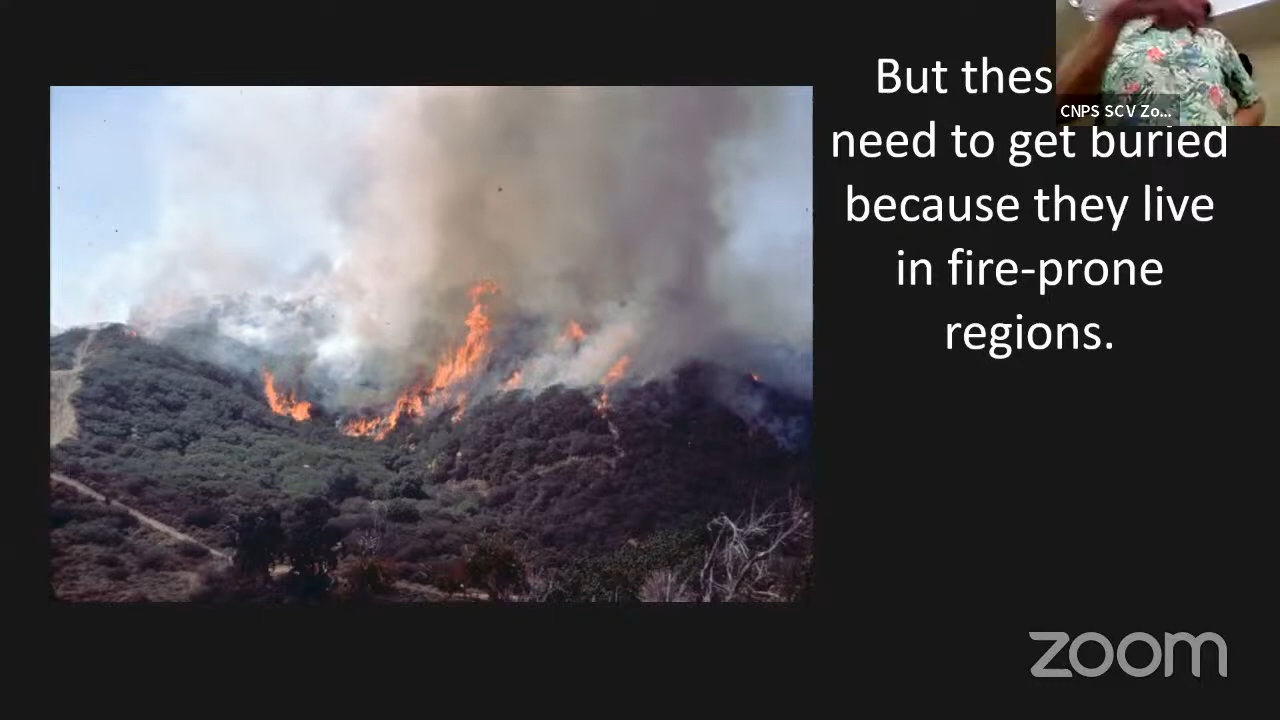 But thes
CNPS SCV Zo...
need to get buried
because they live
in fire-prone
regions.
zoom